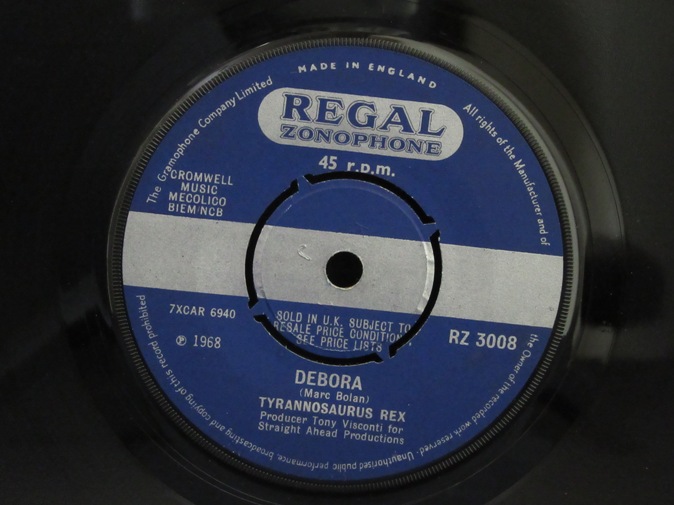 MADE IN ENGLAND
The Gramophone Company Limited
All rights of the Manufacturer and of
the Owner of the recorded work reserved · Unauthorised public performance, broadcasting and copying of this record prohibited
REGAL
ZONOPHONE
45 r.p.m.
CROMWELL
MUSIC
MECOLICO
BIEM/NCB
7XCAR 6940
℗ 1968
SOLD IN U.K. SUBJECT TO
RESALE PRICE CONDITIONS
SEE PRICE LISTS
RZ 3008
DEBORA
(Marc Bolan)
TYRANNOSAURUS REX
Producer Tony Visconti for
Straight Ahead Productions